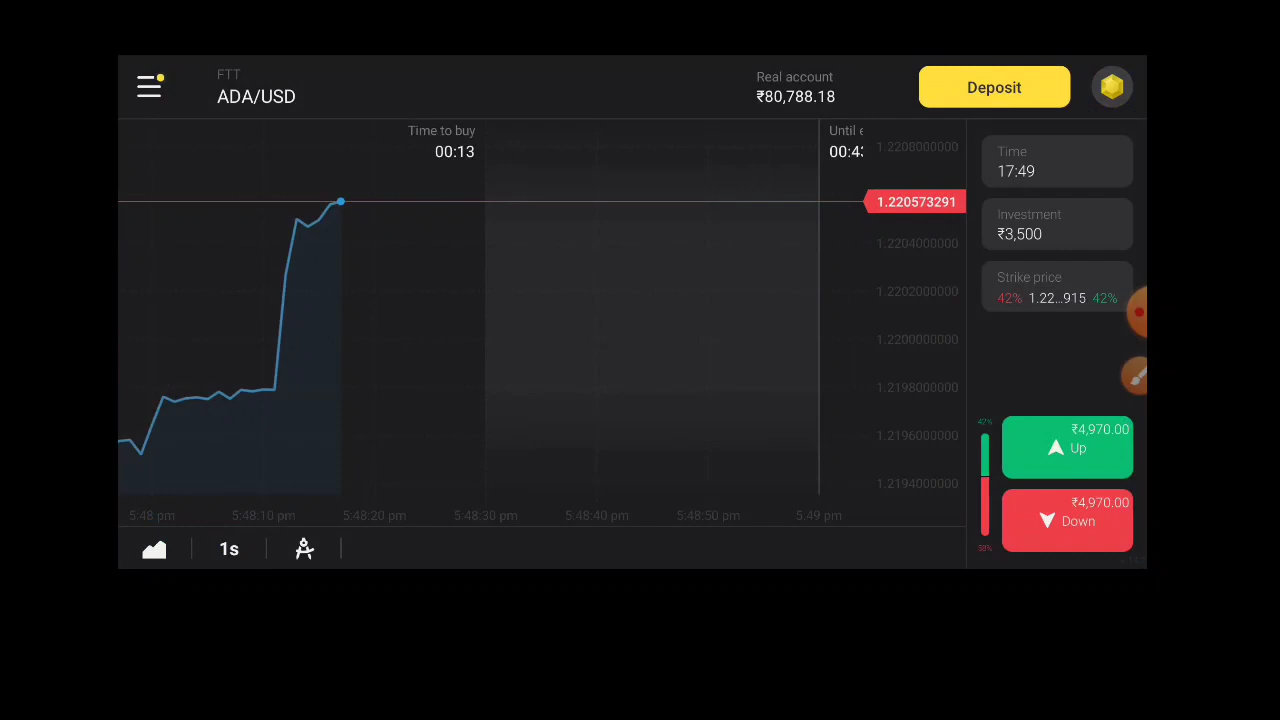 FTT
ADA/USD
Real account
₹80,788.18
Deposit
Time to buy
00:13
Until e
00:4
1.2208000000
1.220573291
1.2204000000
1.2202000000
1.2200000000
1.2198000000
1.2196000000
1.2194000000
5:48 pm
5:48:10 pm
5:48:20 pm
5:48:30 pm
5:48:40 pm
5:48:50 pm
5:49 pm
1s
Time
17:49
Investment
₹3,500
Strike price
42% 1.22...915 42%
42%
₹4,970.00
Up
₹4,970.00
Down
58%